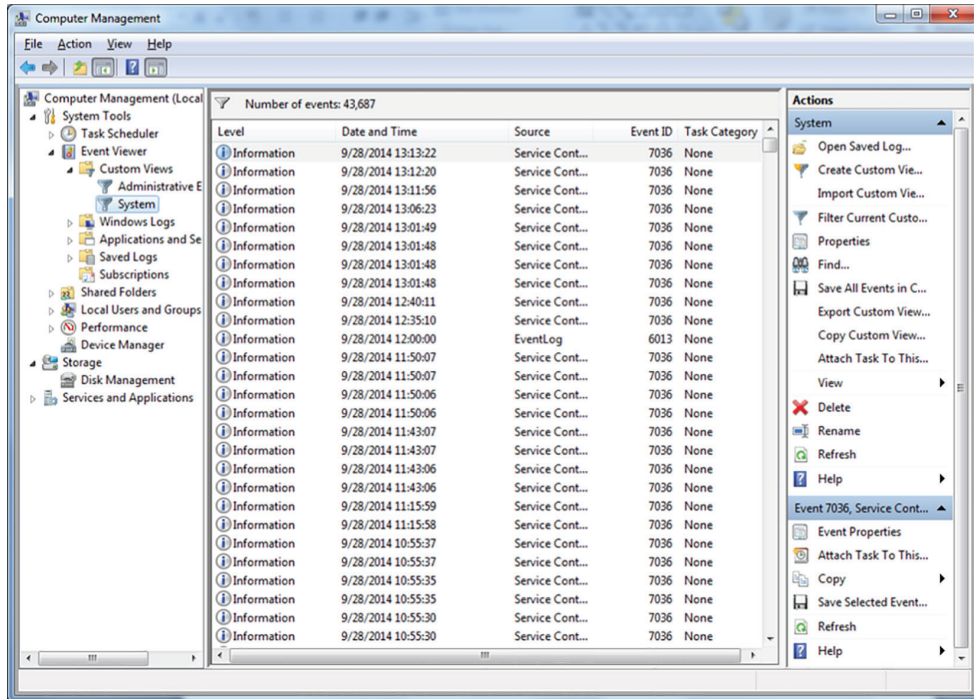 Computer Management
File Action View Help
Computer Management (Local
System Tools
Task Scheduler
Event Viewer
Custom Views
Administrative E
System
Windows Logs
Applications and Se
Saved Logs
Subscriptions
Shared Folders
Local Users and Groups
Performance
Device Manager
Storage
Disk Management
Services and Applications
Number of events: 43,687
Level Date and Time Source Event ID Task Category
Information 9/28/2014 13:13:22 Service Cont... 7036 None
Information 9/28/2014 13:12:20 Service Cont... 7036 None
Information 9/28/2014 13:11:56 Service Cont... 7036 None
Information 9/28/2014 13:06:23 Service Cont... 7036 None
Information 9/28/2014 13:01:49 Service Cont... 7036 None
Information 9/28/2014 13:01:48 Service Cont... 7036 None
Information 9/28/2014 13:01:48 Service Cont... 7036 None
Information 9/28/2014 13:01:48 Service Cont... 7036 None
Information 9/28/2014 12:40:11 Service Cont... 7036 None
Information 9/28/2014 12:35:10 Service Cont... 7036 None
Information 9/28/2014 12:00:00 EventLog 6013 None
Information 9/28/2014 11:50:07 Service Cont... 7036 None
Information 9/28/2014 11:50:07 Service Cont... 7036 None
Information 9/28/2014 11:50:06 Service Cont... 7036 None
Information 9/28/2014 11:50:06 Service Cont... 7036 None
Information 9/28/2014 11:43:07 Service Cont... 7036 None
Information 9/28/2014 11:43:07 Service Cont... 7036 None
Information 9/28/2014 11:43:06 Service Cont... 7036 None
Information 9/28/2014 11:43:06 Service Cont... 7036 None
Information 9/28/2014 11:15:59 Service Cont... 7036 None
Information 9/28/2014 11:15:58 Service Cont... 7036 None
Information 9/28/2014 10:55:37 Service Cont... 7036 None
Information 9/28/2014 10:55:37 Service Cont... 7036 None
Information 9/28/2014 10:55:35 Service Cont... 7036 None
Information 9/28/2014 10:55:35 Service Cont... 7036 None
Information 9/28/2014 10:55:30 Service Cont... 7036 None
Information 9/28/2014 10:55:30 Service Cont... 7036 None
Actions
System
Open Saved Log...
Create Custom Vie...
Import Custom Vie...
Filter Current Custo...
Properties
Find...
Save All Events in C...
Export Custom View...
Copy Custom View...
Attach Task To This...
View
Delete
Rename
Refresh
Help
Event 7036, Service Cont...
Event Properties
Attach Task To This...
Copy
Save Selected Event...
Refresh
Help